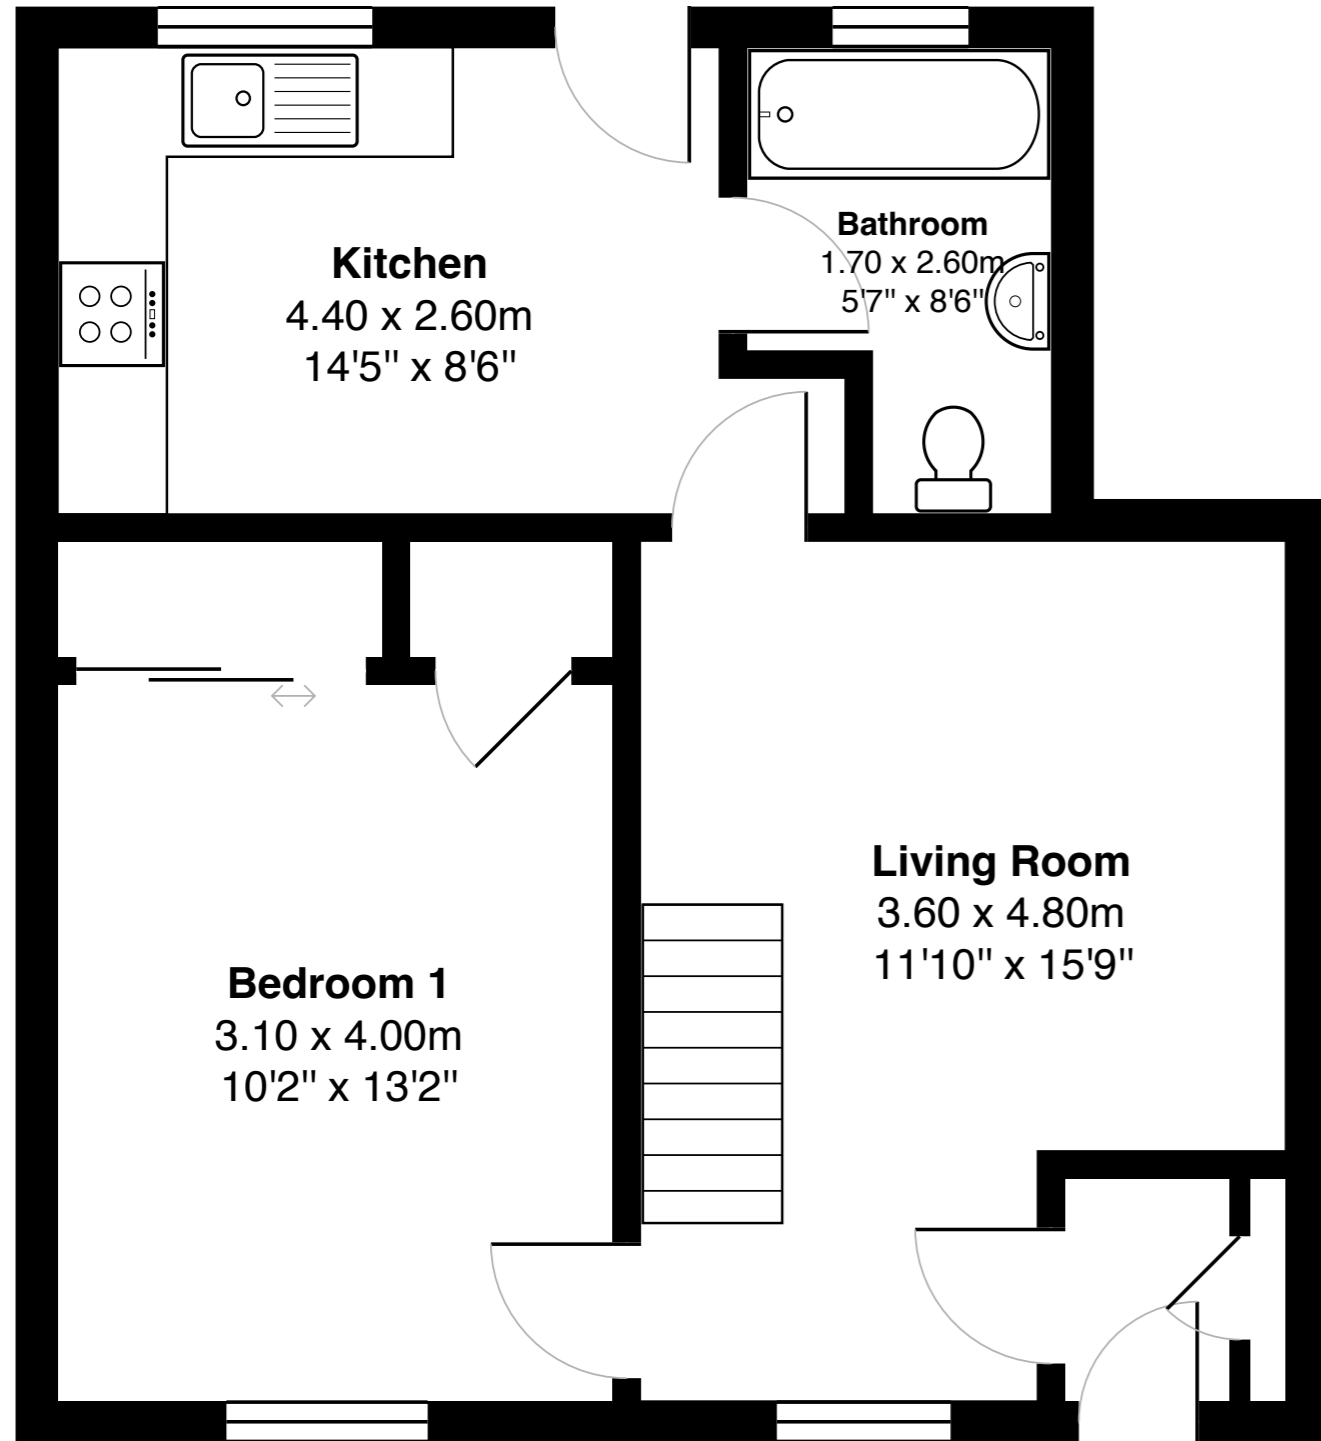 Kitchen
4.40 x 2.60m
14'5" x 8'6"
Bathroom
1.70 x 2.60m
5'7" x 8'6"
Living Room
3.60 x 4.80m
11'10" x 15'9"
Bedroom 1
3.10 x 4.00m
10'2" x 13'2"